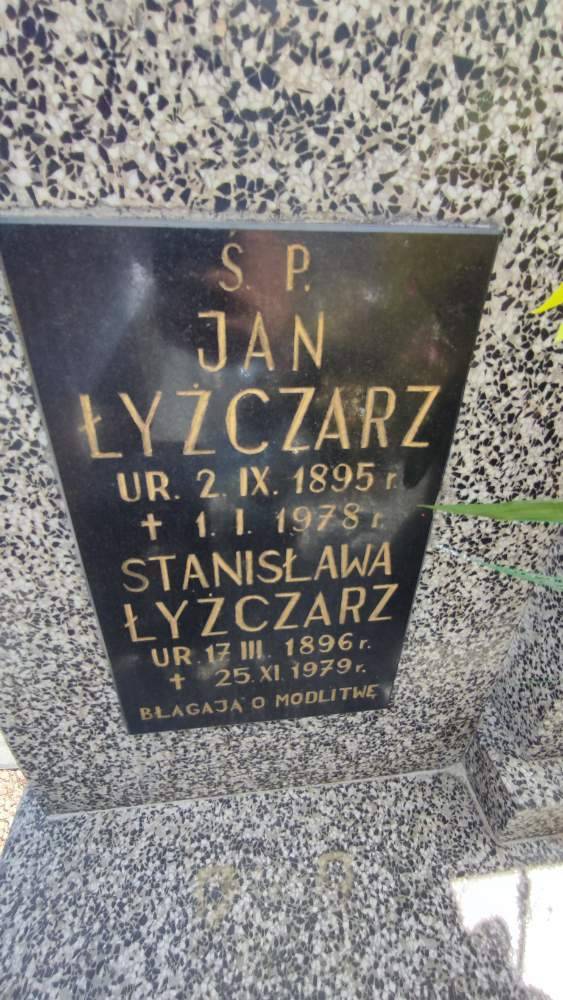 Ś. P.
JAN
ŁYŻCZARZ
UR. 2. IX. 1895 r.
✝ 1. I. 1978 r.
STANISŁAWA
ŁYŻCZARZ
UR. 17 III. 1896 r.
✝ 25. XI. 1979 r.
BŁAGAJĄ O MODLITWĘ